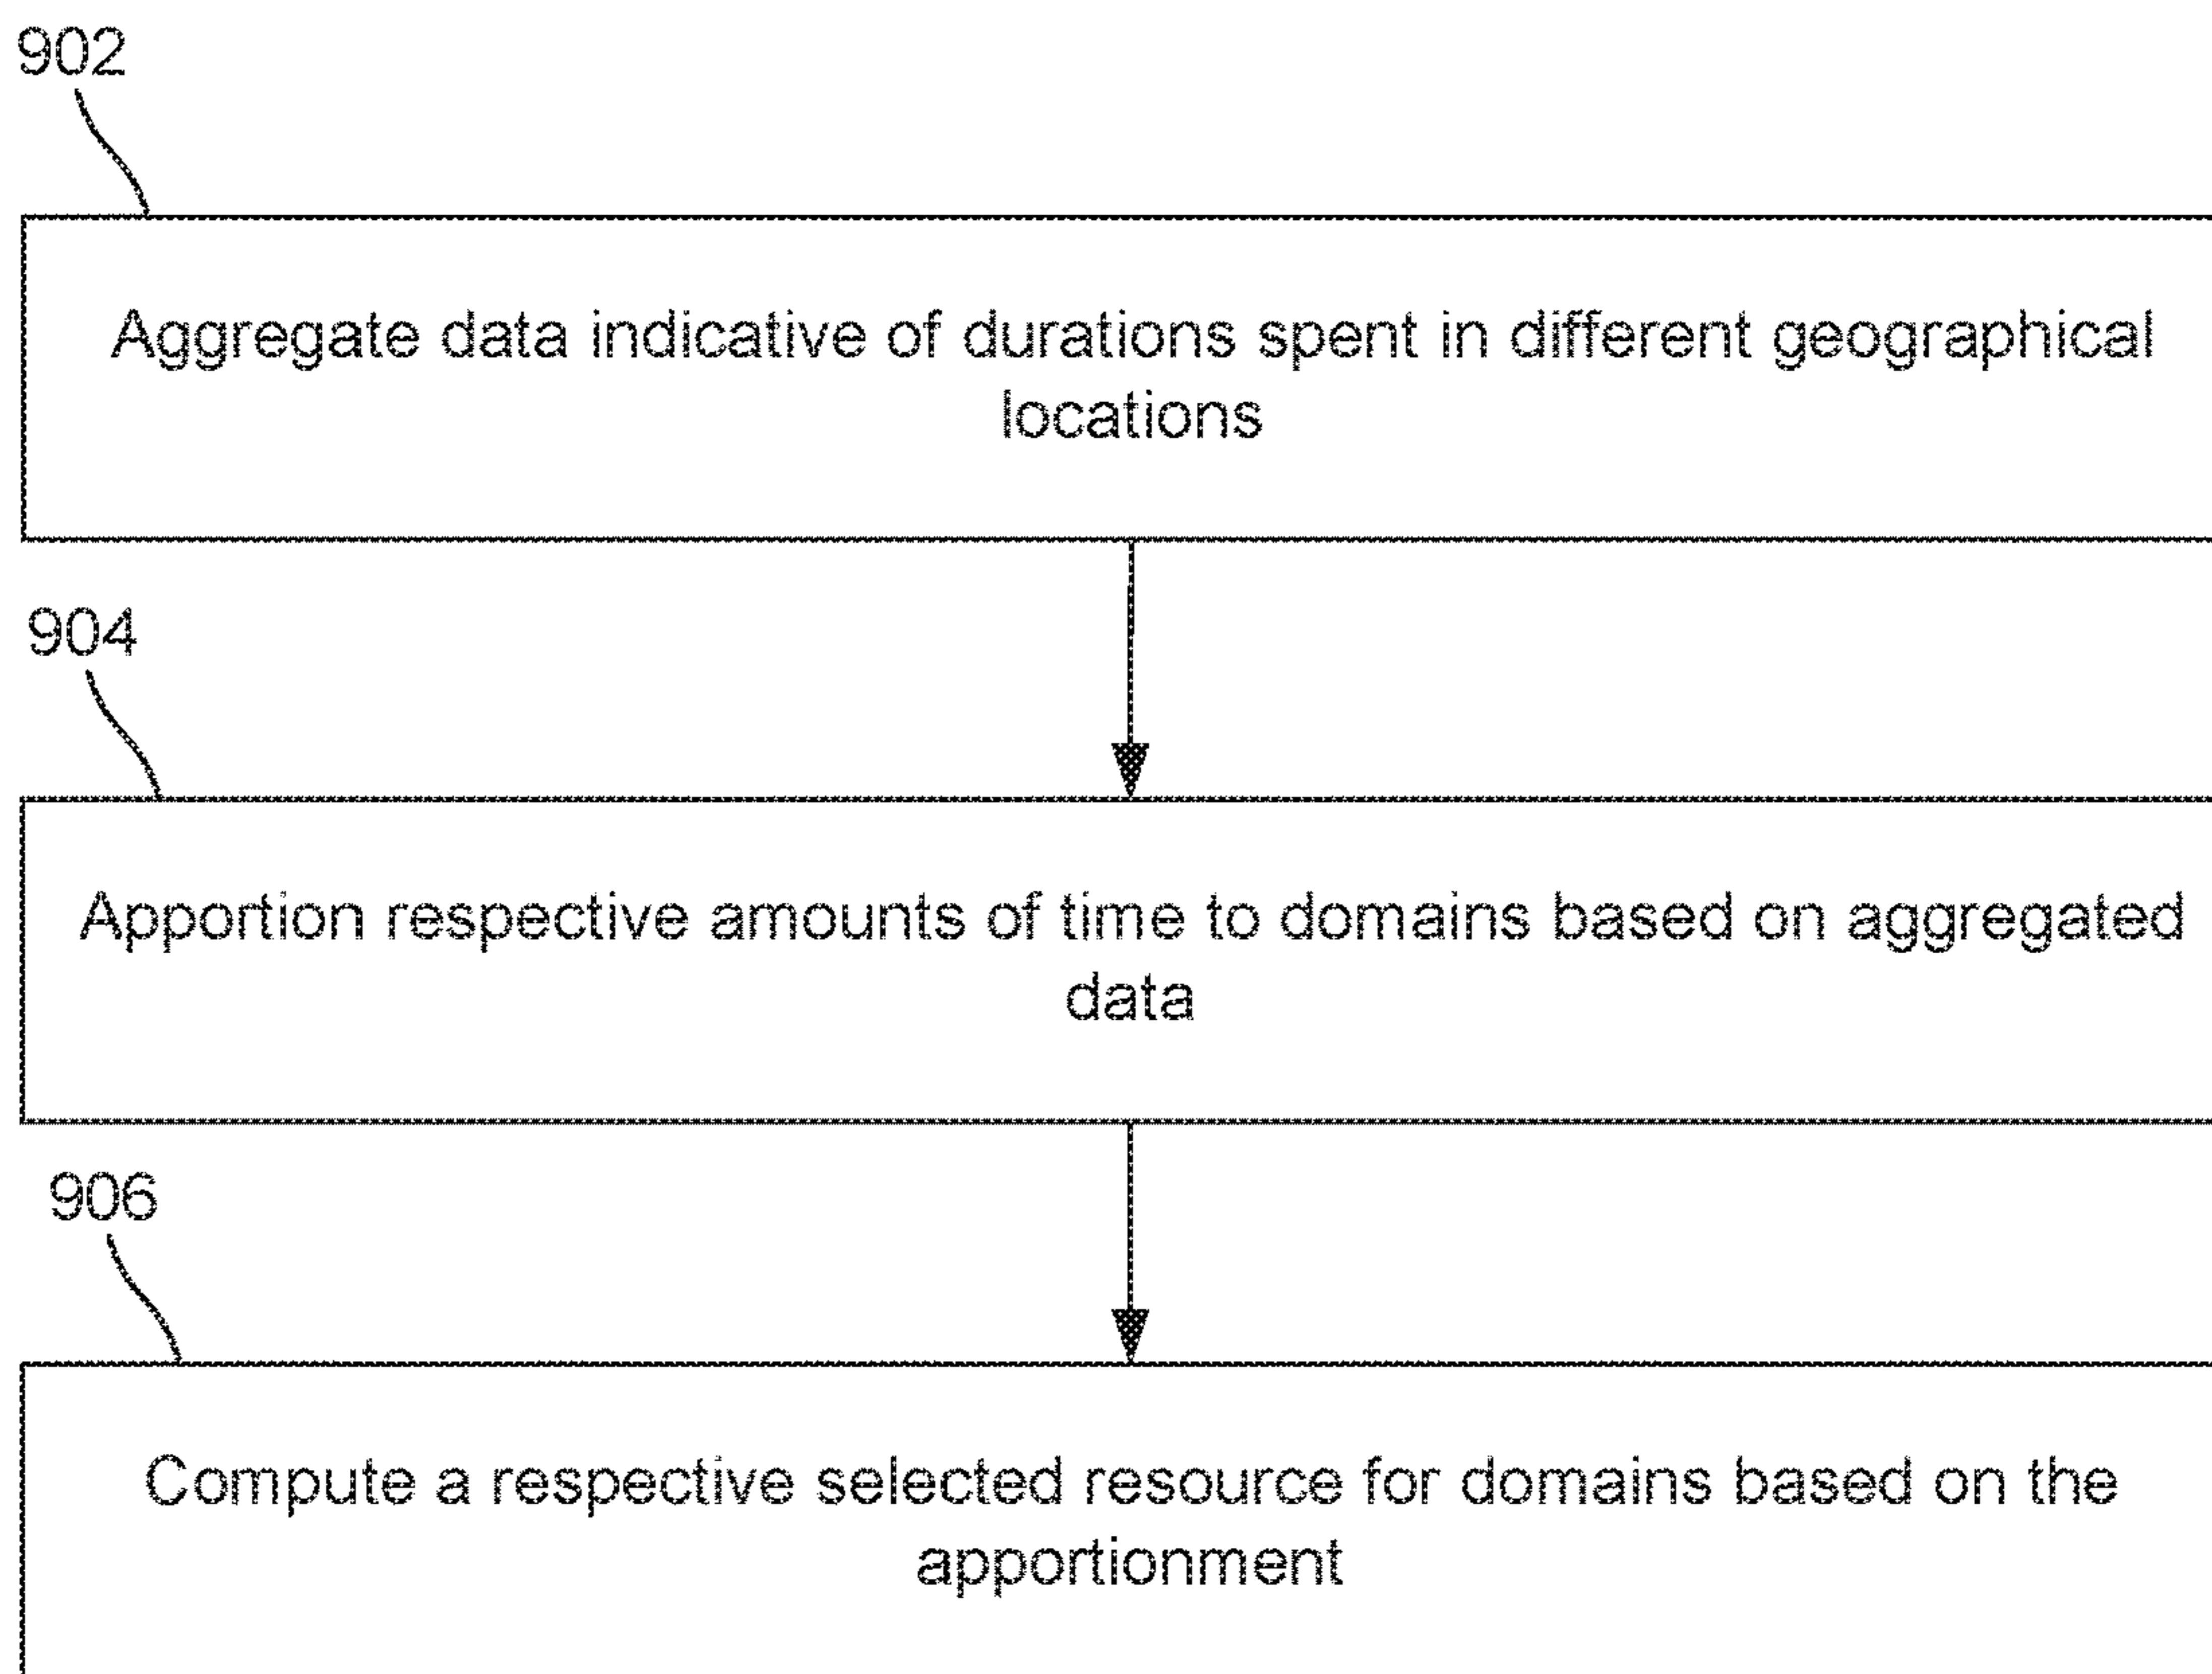 902
Aggregate data indicative of durations spent in different geographical
locations
904
Apportion respective amounts of time to domains based on aggregated
data
906
Compute a respective selected resource for domains based on the
apportionment